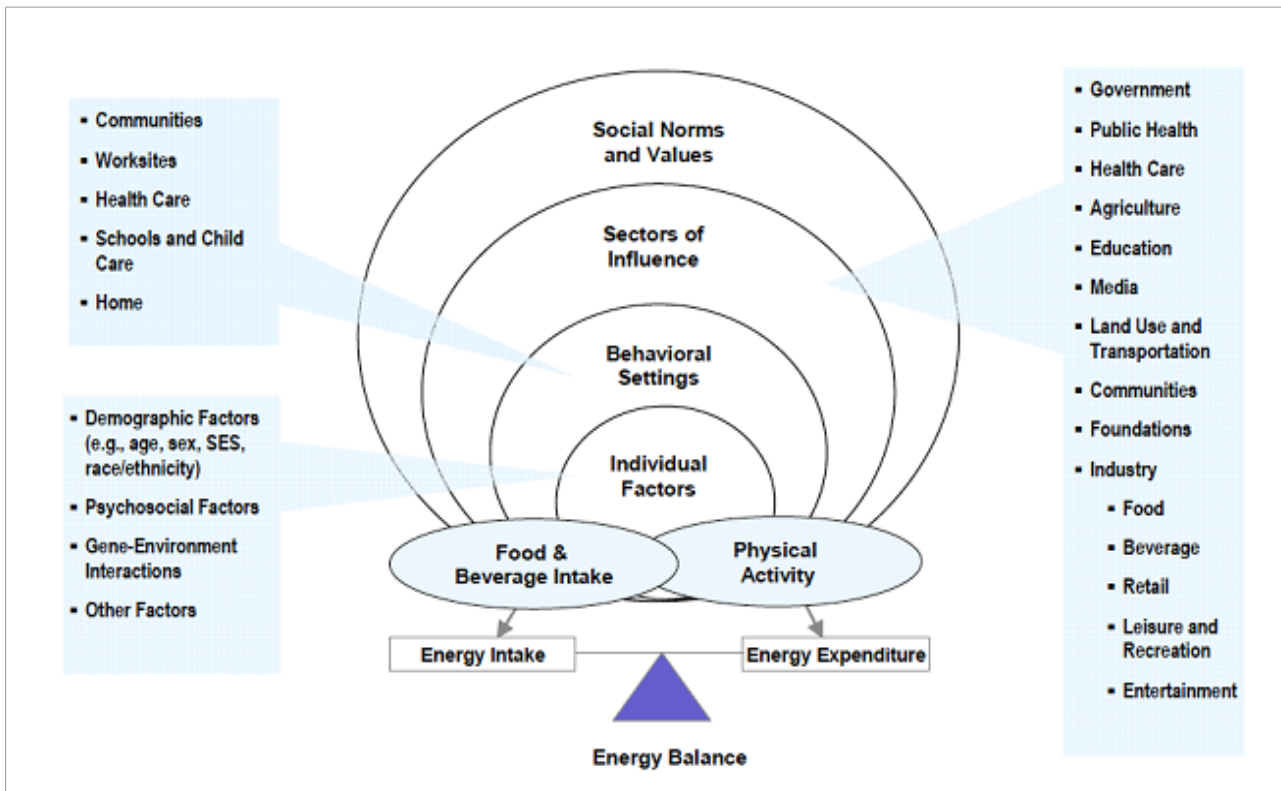 ▪ Communities
▪ Worksites
▪ Health Care
▪ Schools and Child
Care
▪ Home
▪ Demographic Factors
(e.g., age, sex, SES,
race/ethnicity)
▪ Psychosocial Factors
▪ Gene-Environment
Interactions
▪ Other Factors
Social Norms
and Values
Sectors of
Influence
Behavioral
Settings
Individual
Factors
Food &
Beverage Intake
Physical
Activity
Energy Intake
Energy Expenditure
Energy Balance
▪ Government
▪ Public Health
▪ Health Care
▪ Agriculture
▪ Education
▪ Media
▪ Land Use and
Transportation
▪ Communities
▪ Foundations
▪ Industry
▪ Food
▪ Beverage
▪ Retail
▪ Leisure and
Recreation
▪ Entertainment